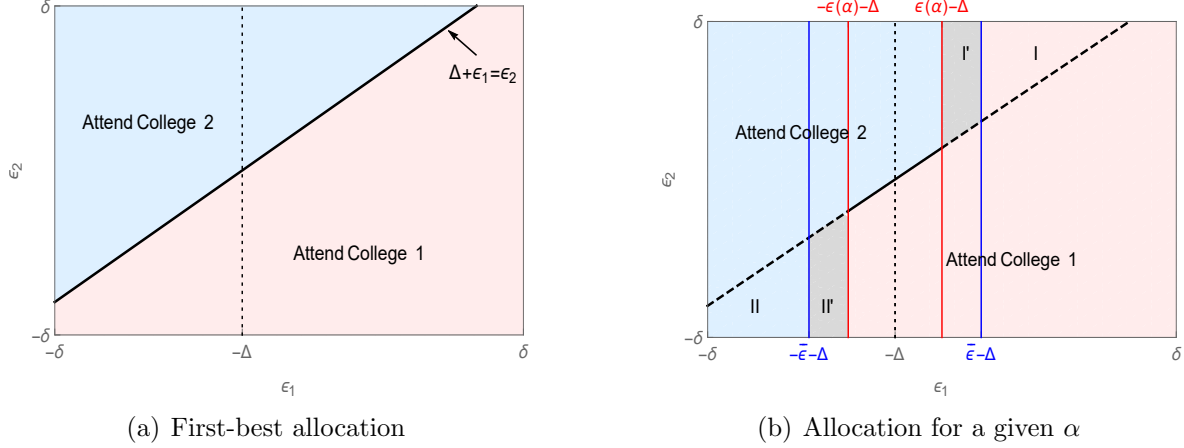 δ
Δ+ϵ₁=ϵ₂
Attend College 2
ϵ₂
Attend College 1
−δ
−δ
−Δ
δ
ϵ₁
(a) First-best allocation
−ϵ(α)−Δ
ϵ(α)−Δ
δ
I'
I
Attend College 2
ϵ₂
Attend College 1
II
II'
−δ
−δ
−ϵ̄−Δ
−Δ
ϵ̄−Δ
δ
ϵ₁
(b) Allocation for a given α